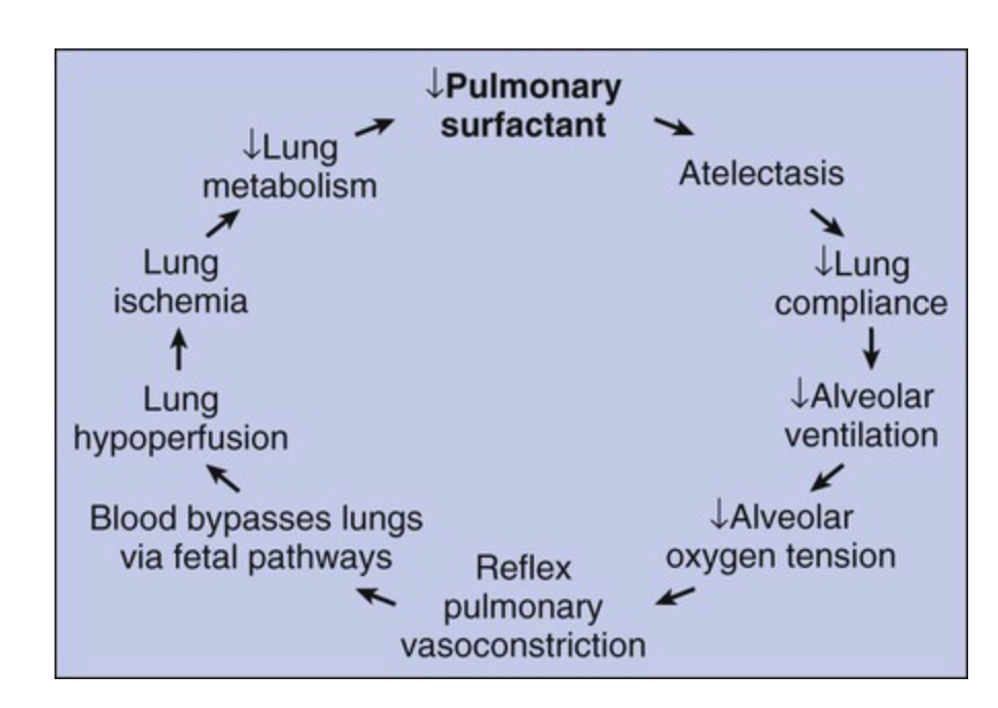 ↓Pulmonary
surfactant
Atelectasis
↓Lung
compliance
↓Alveolar
ventilation
↓Alveolar
oxygen tension
Reflex
pulmonary
vasoconstriction
Blood bypasses lungs
via fetal pathways
Lung
hypoperfusion
Lung
ischemia
↓Lung
metabolism